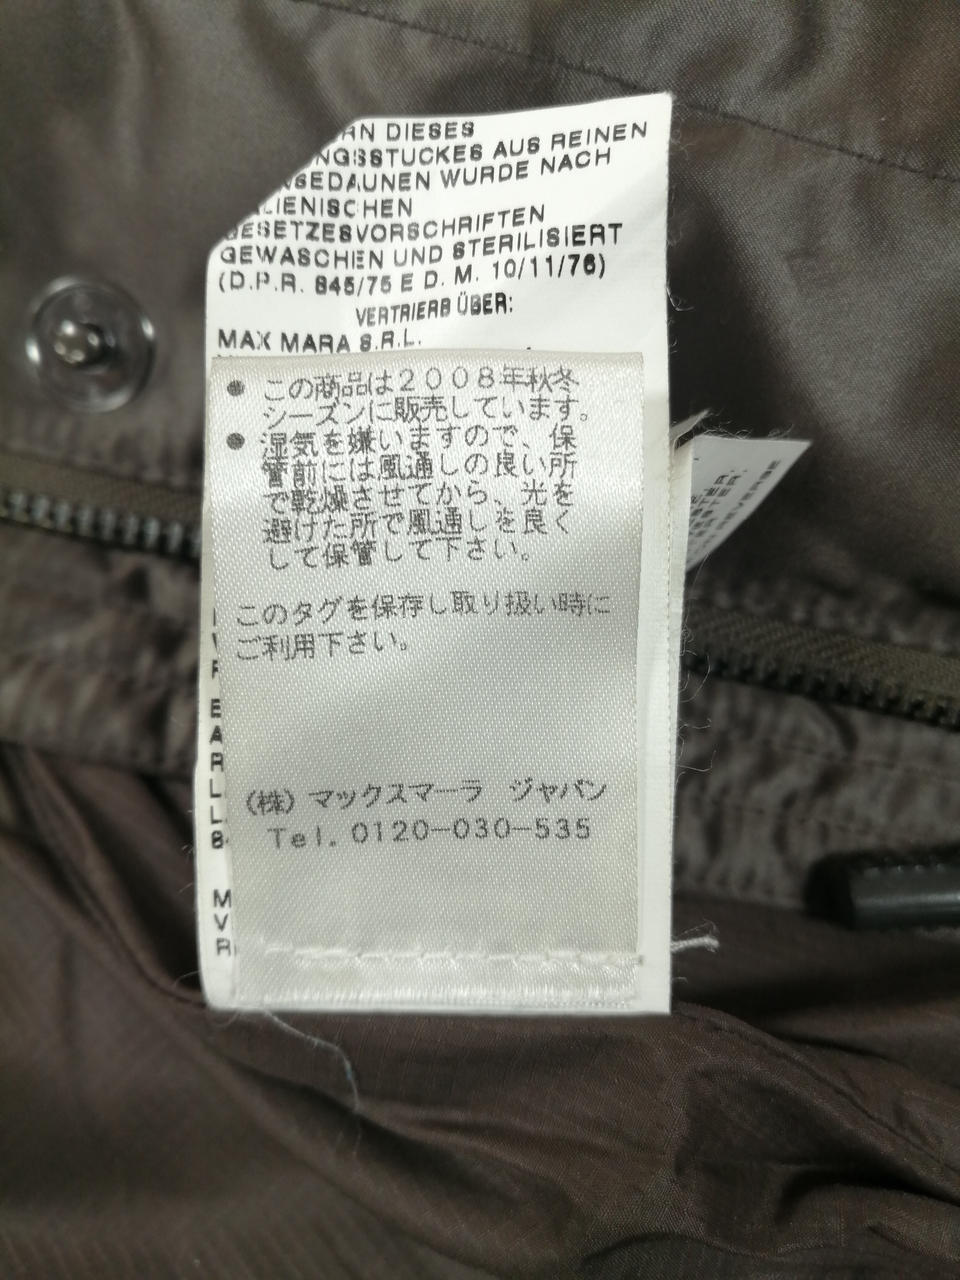 RN DIESES
NGSSTUCKES AUS REINEN
NSEDAUNEN WURDE NACH
ALIENISCHEN
GESETZESVORSCHRIFTEN
GEWASCHEN UND STERILISIERT
(D.P.R. 845/75 E D. M. 10/11/76)
VERTRIEB ÜBER:
MAX MARA S.R.L.
● この商品は2008年秋冬
シーズンに販売しています。
● 湿気を嫌いますので、保
管前には風通しの良い所
で乾燥させてから、光を
避けた所で風通しを良く
して保管して下さい。
このタグを保存し取り扱い時に
ご利用下さい。
(株) マックスマーラ ジャパン
Tel. 0120-030-535
E
A
R
L
L
84
M
V
R